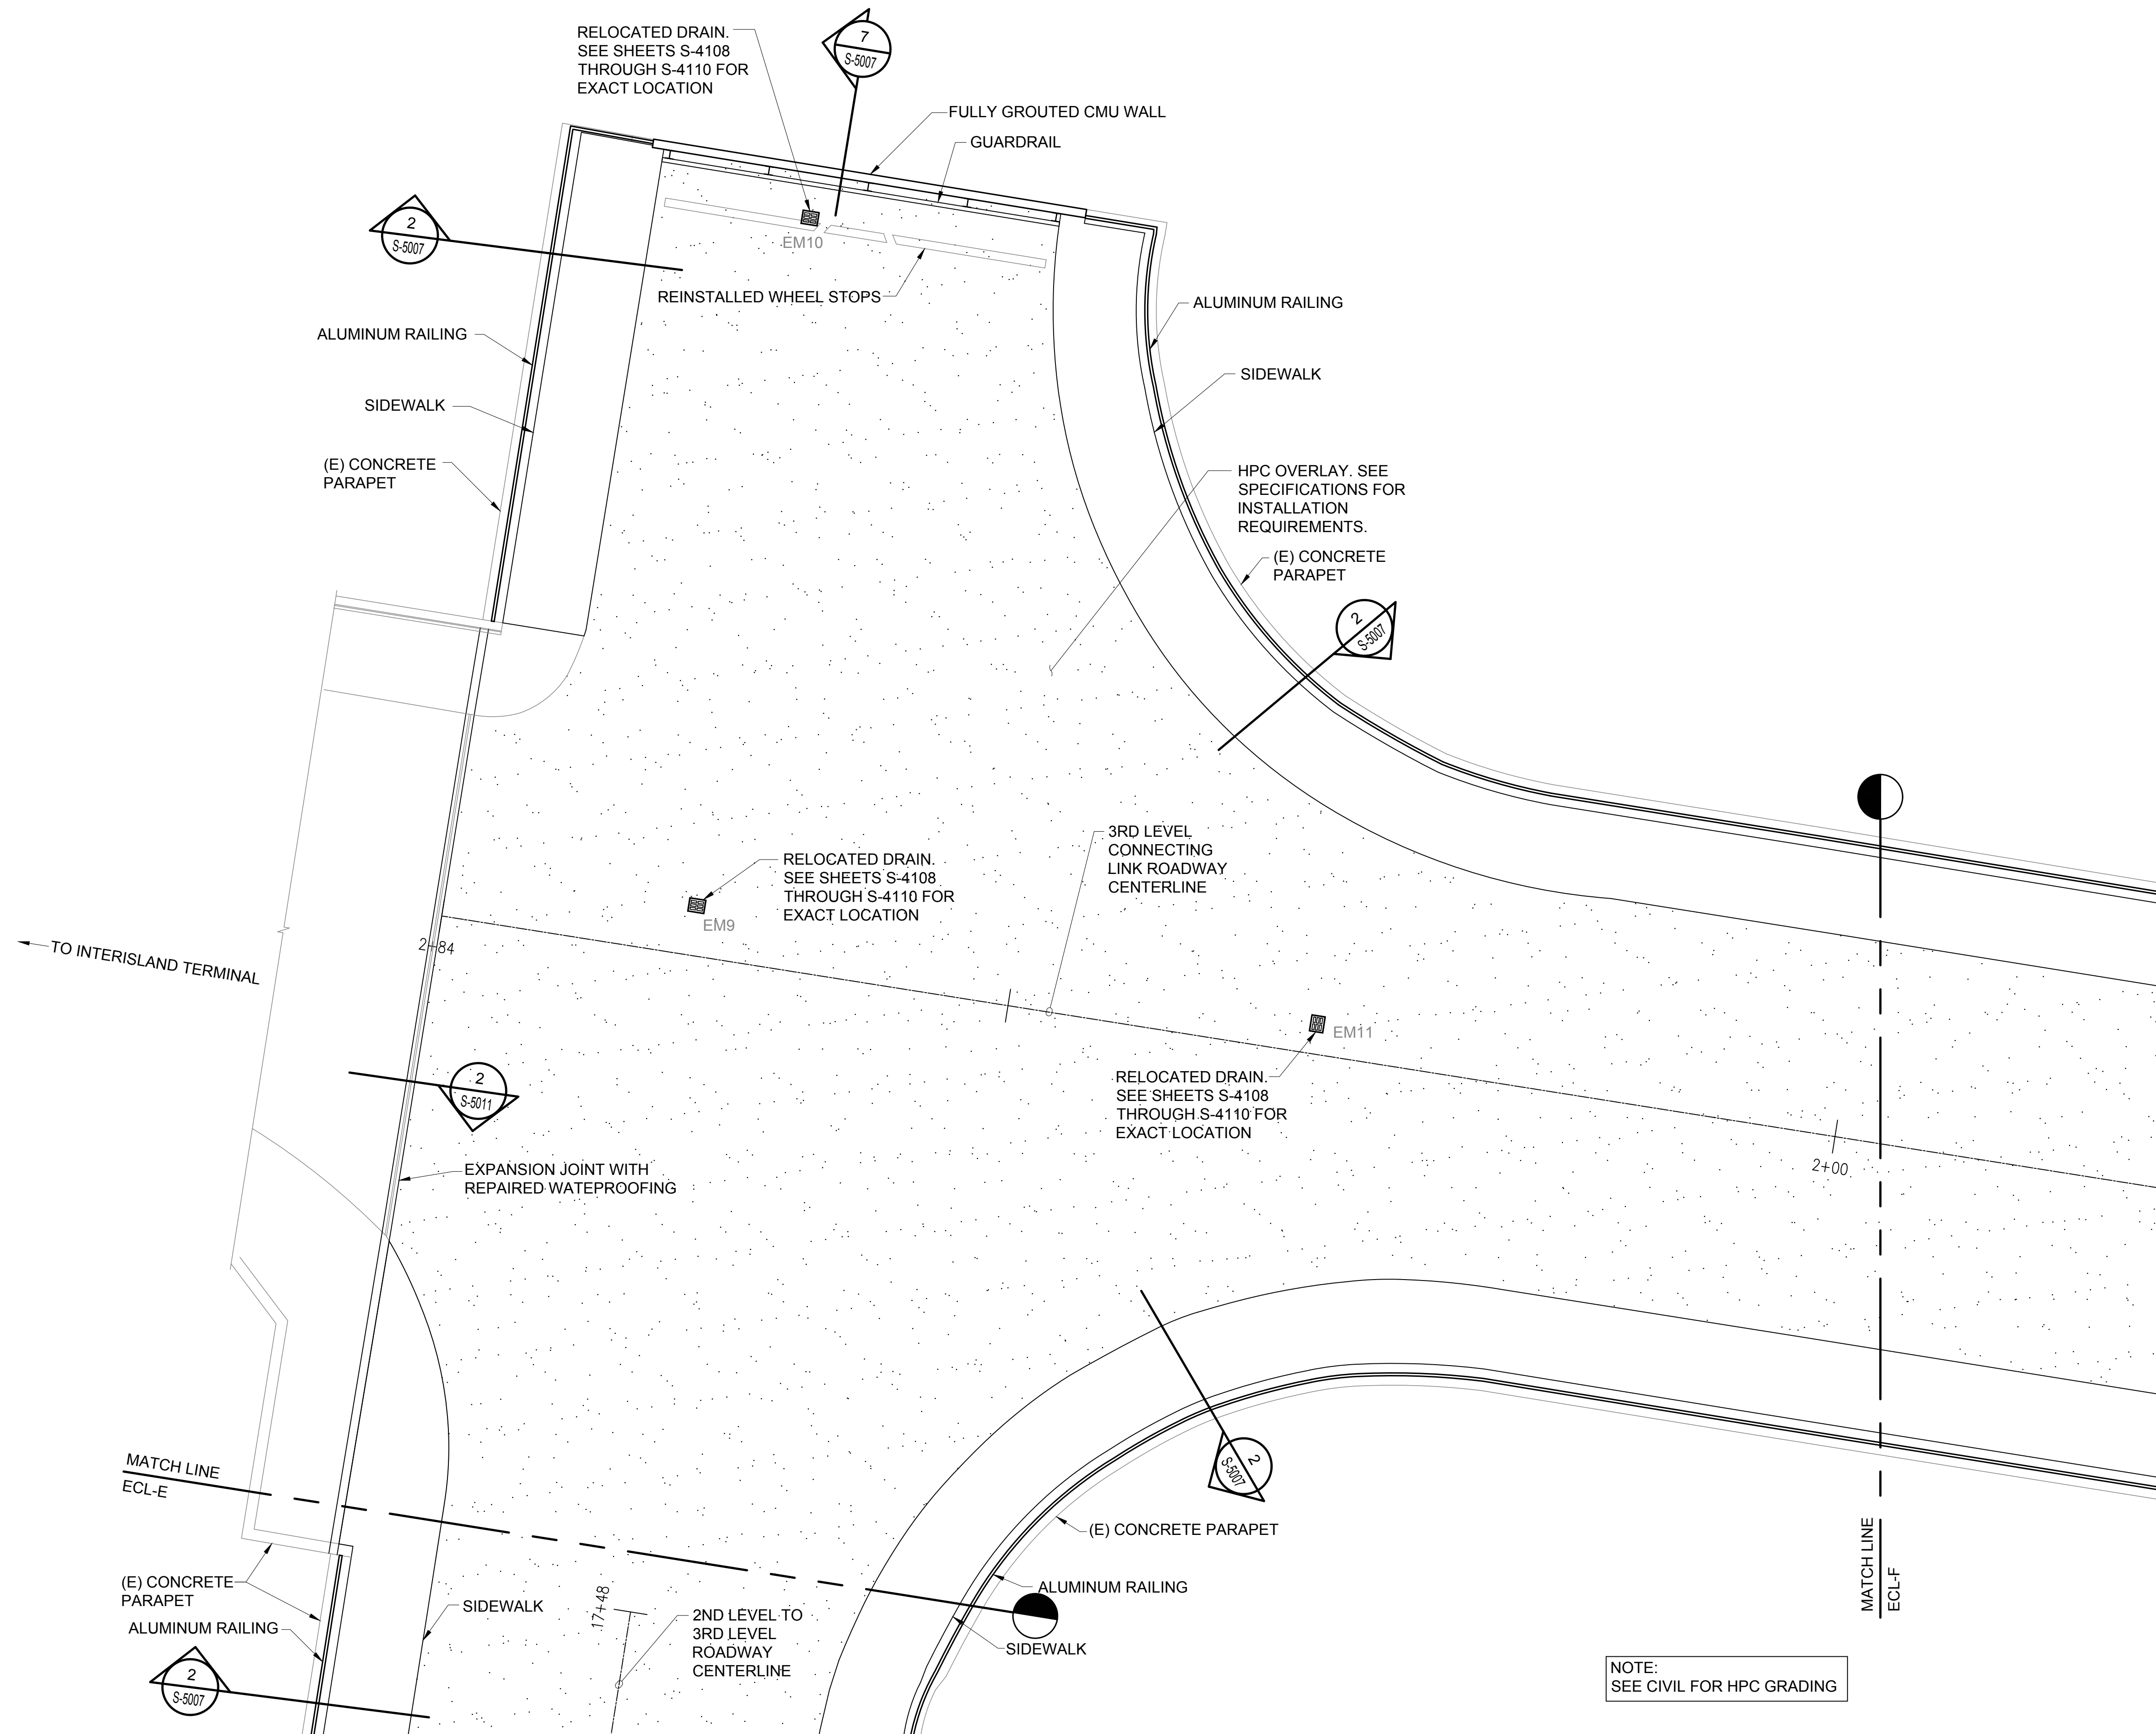 RELOCATED DRAIN.
SEE SHEETS S-4108
THROUGH S-4110 FOR
EXACT LOCATION
7
S-5007
FULLY GROUTED CMU WALL
GUARDRAIL
2
S-5007
EM10
REINSTALLED WHEEL STOPS
ALUMINUM RAILING
ALUMINUM RAILING
SIDEWALK
SIDEWALK
(E) CONCRETE
PARAPET
HPC OVERLAY. SEE
SPECIFICATIONS FOR
INSTALLATION
REQUIREMENTS.
(E) CONCRETE
PARAPET
2
S-5007
3RD LEVEL
CONNECTING
LINK ROADWAY
CENTERLINE
RELOCATED DRAIN.
SEE SHEETS S-4108
THROUGH S-4110 FOR
EXACT LOCATION
EM9
2+84
TO INTERISLAND TERMINAL
EM11
RELOCATED DRAIN.
SEE SHEETS S-4108
THROUGH S-4110 FOR
EXACT LOCATION
2
S-5011
2+00
EXPANSION JOINT WITH
REPAIRED WATEPROOFING
MATCH LINE
ECL-E
2
S-5007
(E) CONCRETE PARAPET
ALUMINUM RAILING
SIDEWALK
(E) CONCRETE
PARAPET
ALUMINUM RAILING
SIDEWALK
17+48
2ND LEVEL TO
3RD LEVEL
ROADWAY
CENTERLINE
2
S-5007
MATCH LINE
ECL-F
NOTE:
SEE CIVIL FOR HPC GRADING